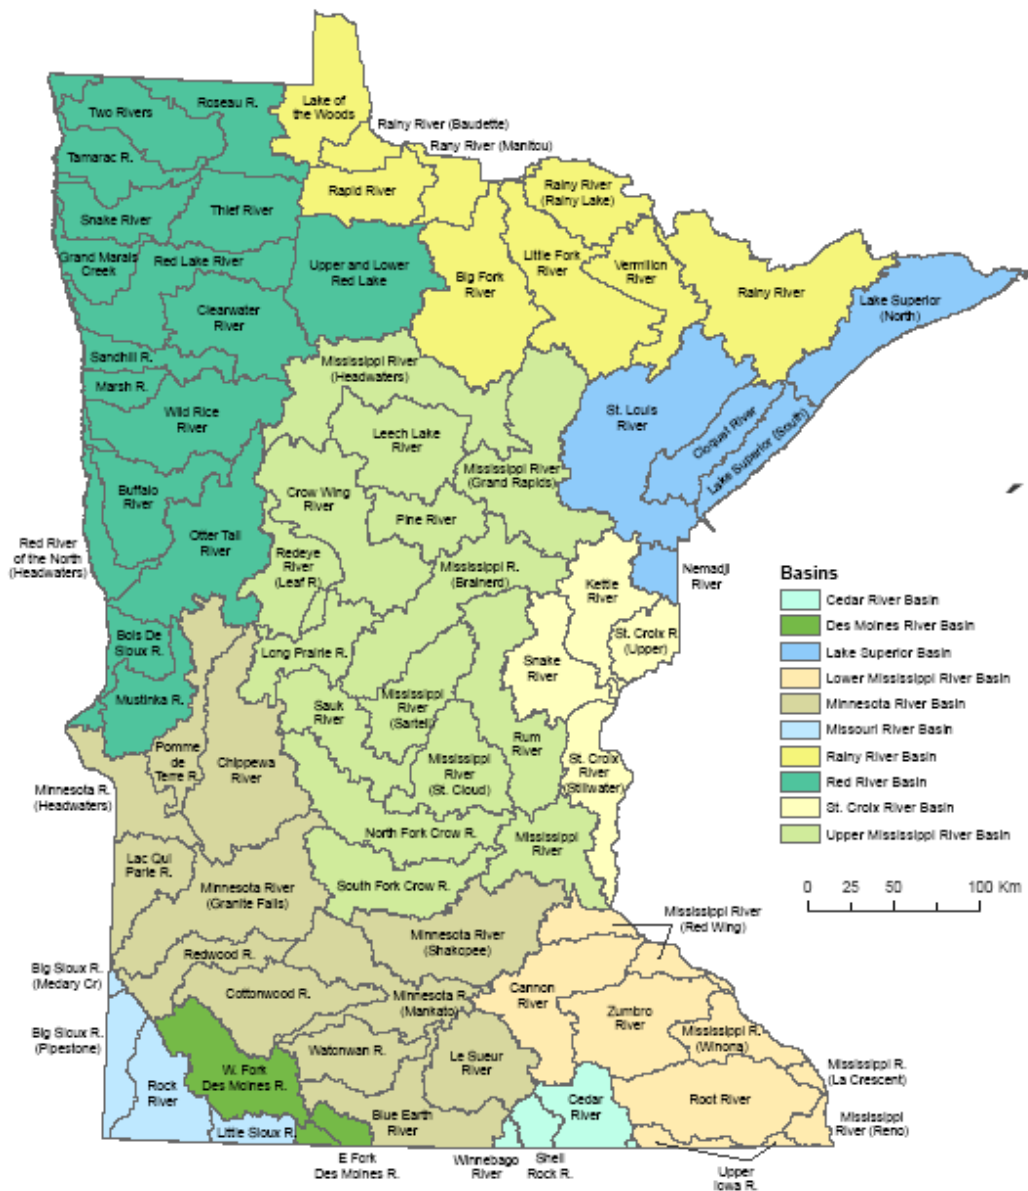 Two Rivers
Roseau R.
Lake of
the Woods
Rainy River (Baudette)
Rany River (Manitou)
Tamarac R.
Rapid River
Rainy River
(Rainy Lake)
Snake River
Thief River
Grand Marais
Creek
Red Lake River
Upper and Lower
Red Lake
Big Fork
River
Little Fork
River
Vermilion
River
Rainy River
Lake Superior
(North)
Clearwater
River
Sandhill R.
Mississippi River
(Headwaters)
Marsh R.
Wild Rice
River
Leech Lake
River
St. Louis
River
Cloquet River
Lake Superior (South)
Mississippi River
(Grand Rapids)
Buffalo
River
Crow Wing
River
Pine River
Otter Tail
River
Red River
of the North
(Headwaters)
Redeye
River
(Leaf R.)
Mississippi R.
(Brainerd)
Kettle
River
Nemadji
River
Bois De
Sioux R.
Long Prairie R.
St. Croix R.
(Upper)
Snake
River
Mustinka R.
Sauk
River
Mississippi
River
(Sartell)
Rum
River
Pomme
de
Terre R.
Chippewa
River
Mississippi
River
(St. Cloud)
St. Croix
River
(Stillwater)
Minnesota R.
(Headwaters)
North Fork Crow R.
Mississippi
River
Lac Qui
Parle R.
Minnesota River
(Granite Falls)
South Fork Crow R.
Minnesota River
(Shakopee)
Mississippi River
(Red Wing)
Redwood R.
Big Sioux R.
(Medary Cr)
Cottonwood R.
Minnesota R.
(Mankato)
Cannon
River
Zumbro
River
Mississippi R.
(Winona)
Big Sioux R.
(Pipestone)
Watonwan R.
Le Sueur
River
Mississippi R.
(La Crescent)
Rock
River
W. Fork
Des Moines R.
Cedar
River
Root River
Blue Earth
River
Little Sioux R.
Mississippi
River (Reno)
E Fork
Des Moines R.
Winnebago
River
Shell
Rock R.
Upper
Iowa R.
Basins
Cedar River Basin
Des Moines River Basin
Lake Superior Basin
Lower Mississippi River Basin
Minnesota River Basin
Missouri River Basin
Rainy River Basin
Red River Basin
St. Croix River Basin
Upper Mississippi River Basin
0 25 50 100 Km